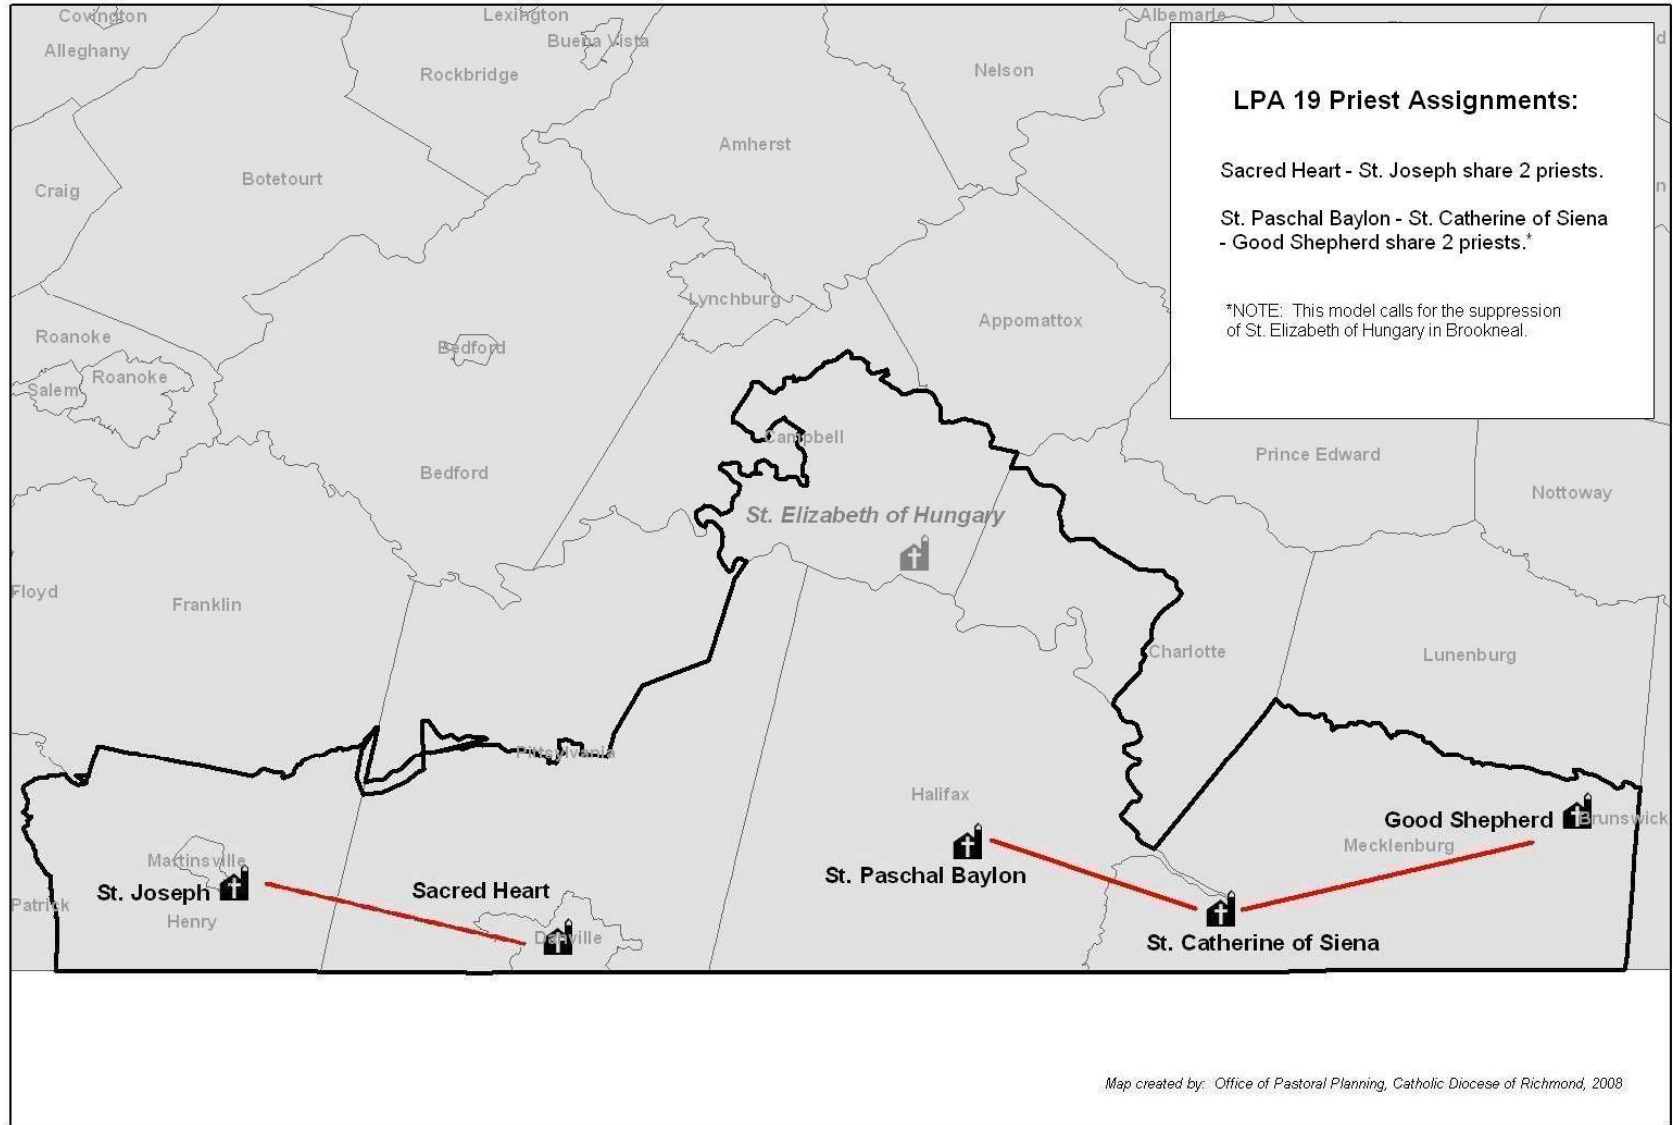 Covington
Lexington
Albemarle
Alleghany
Buena Vista
Rockbridge
Nelson
LPA 19 Priest Assignments:
Amherst
Sacred Heart - St. Joseph share 2 priests.
Craig
Botetourt
St. Paschal Baylon - St. Catherine of Siena
- Good Shepherd share 2 priests.*
Lynchburg
*NOTE: This model calls for the suppression
of St. Elizabeth of Hungary in Brookneal.
Appomattox
Roanoke
Bedford
Roanoke
Salem
Campbell
Prince Edward
Bedford
Nottoway
St. Elizabeth of Hungary
Floyd
Franklin
Charlotte
Lunenburg
Pittsylvania
Halifax
Good Shepherd
Brunswick
Mecklenburg
Martinsville
St. Paschal Baylon
St. Joseph
Sacred Heart
Patrick
Henry
Danville
St. Catherine of Siena
Map created by: Office of Pastoral Planning, Catholic Diocese of Richmond, 2008